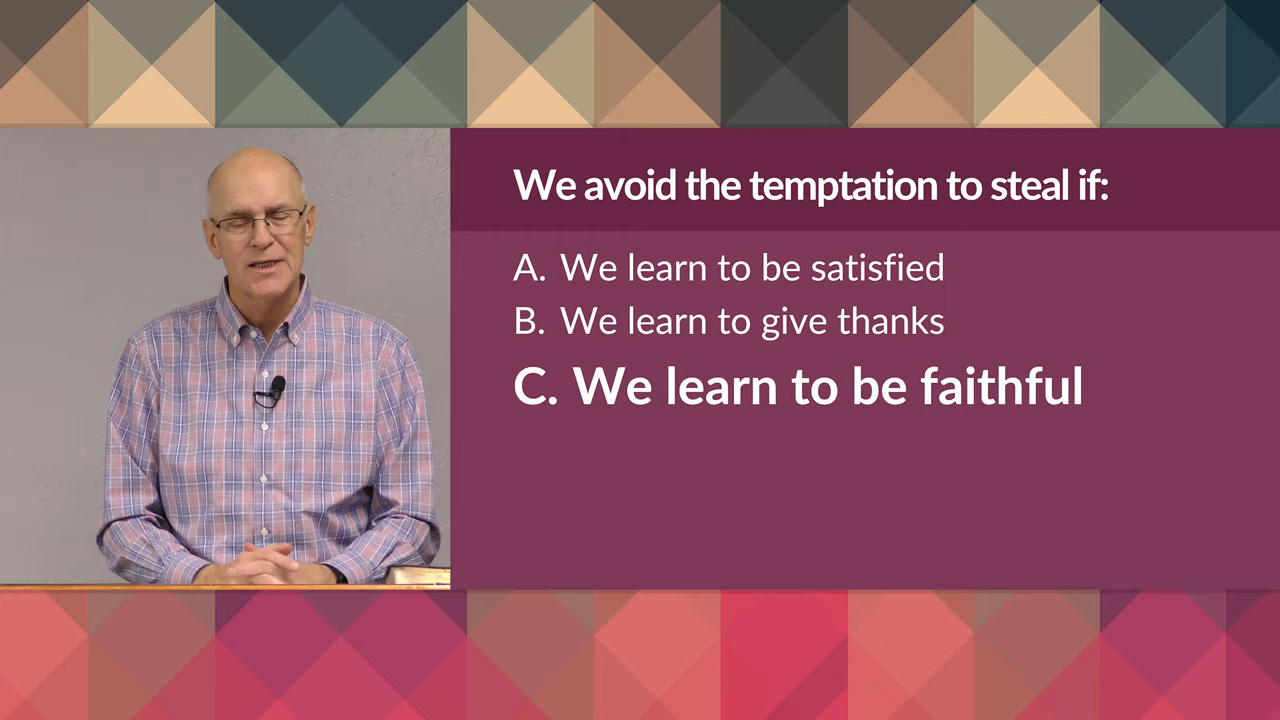 We avoid the temptation to steal if:
A. We learn to be satisfied
B. We learn to give thanks
C. We learn to be faithful